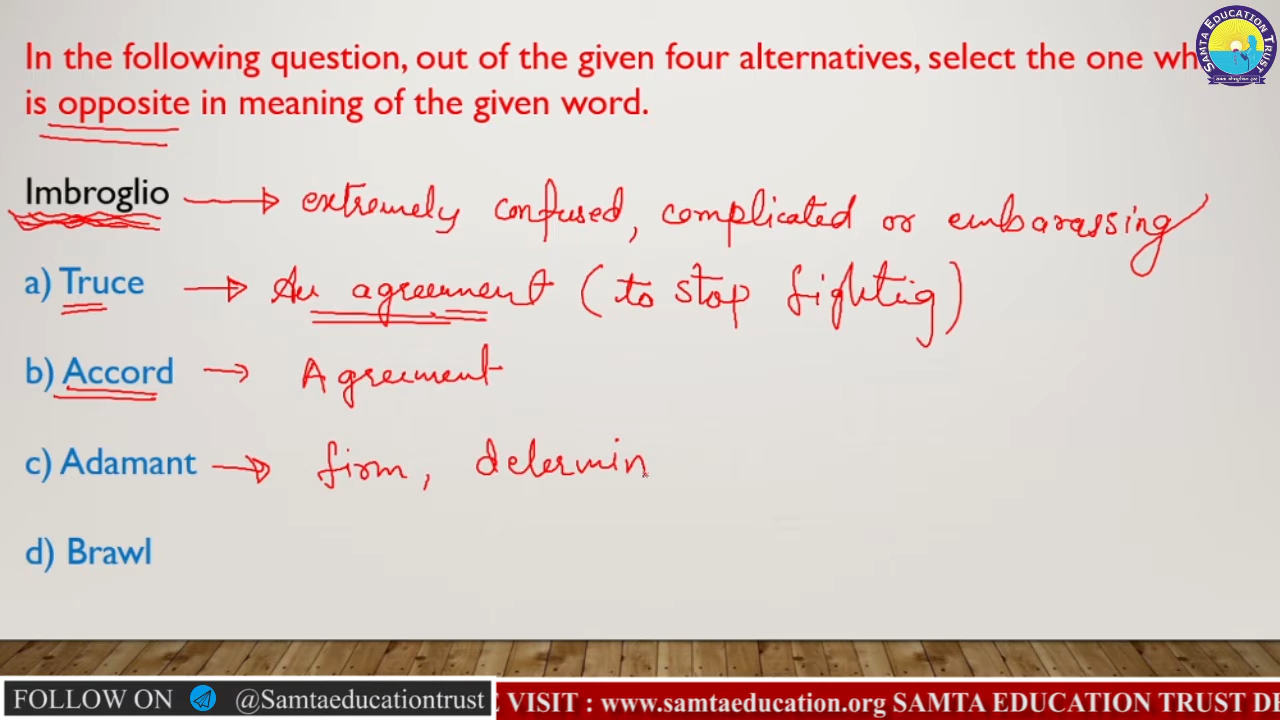 In the following question, out of the given four alternatives, select the one wh
is opposite in meaning of the given word.
Imbroglio → extremely confused, complicated or embarassing
a) Truce → An agreement (to stop fighting)
b) Accord → Agreement
c) Adamant → firm, determin
d) Brawl
SAMTA EDUCATION TRUST
FOLLOW ON @Samtaeducationtrust
E VISIT : www.samtaeducation.org SAMTA EDUCATION TRUST DE